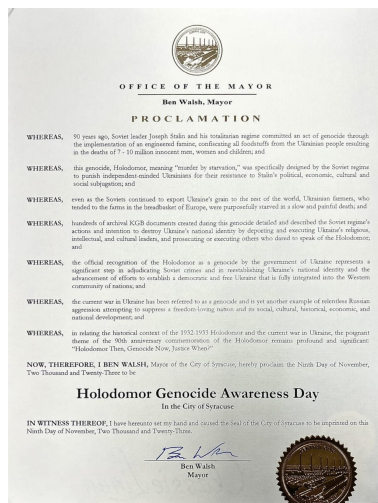 OFFICE OF THE MAYOR
Ben Walsh, Mayor
PROCLAMATION
WHEREAS, 90 years ago, Soviet leader Joseph Stalin and his totalitarian regime committed an act of genocide through
the implementation of an engineered famine, confiscating all foodstuffs from the Ukrainian people resulting
in the deaths of 7 - 10 million innocent men, women and children; and
WHEREAS, this genocide, Holodomor, meaning "murder by starvation," was specifically designed by the Soviet regime
to punish independent-minded Ukrainians for their resistance to Stalin's political, economic, cultural and
social subjugation; and
WHEREAS, even as the Soviets continued to export Ukraine's grain to the rest of the world, Ukrainian farmers, who
tended to the farms in the breadbasket of Europe, were purposefully starved in a slow and painful death; and
WHEREAS, hundreds of archival KGB documents created during this genocide detailed and described the Soviet regime's
actions and intention to destroy Ukraine's national identity by deporting and executing Ukraine's religious,
intellectual, and cultural leaders, and prosecuting or executing others who dared to speak of the Holodomor;
and
WHEREAS, the official recognition of the Holodomor as a genocide by the government of Ukraine represents a
significant step in adjudicating Soviet crimes and in reestablishing Ukraine's national identity and the
advancement of efforts to establish a democratic and free Ukraine that is fully integrated into the Western
community of nations; and
WHEREAS, the current war in Ukraine has been referred to as a genocide and is yet another example of relentless Russian
aggression attempting to suppress a freedom-loving nation and its social, cultural, historical, economic, and
national development; and
WHEREAS, in relating the historical context of the 1932-1933 Holodomor and the current war in Ukraine, the poignant
theme of the 90th anniversary commemoration of the Holodomor remains profound and significant:
"Holodomor Then, Genocide Now, Justice When?"
NOW, THEREFORE, I BEN WALSH, Mayor of the City of Syracuse, hereby proclaim the Ninth Day of November,
Two Thousand and Twenty-Three to be
Holodomor Genocide Awareness Day
In the City of Syracuse
IN WITNESS THEREOF, I have hereunto set my hand and caused the Seal of the City of Syracuse to be imprinted on this
Ninth Day of November, Two Thousand and Twenty-Three.
Ben Walsh
Mayor